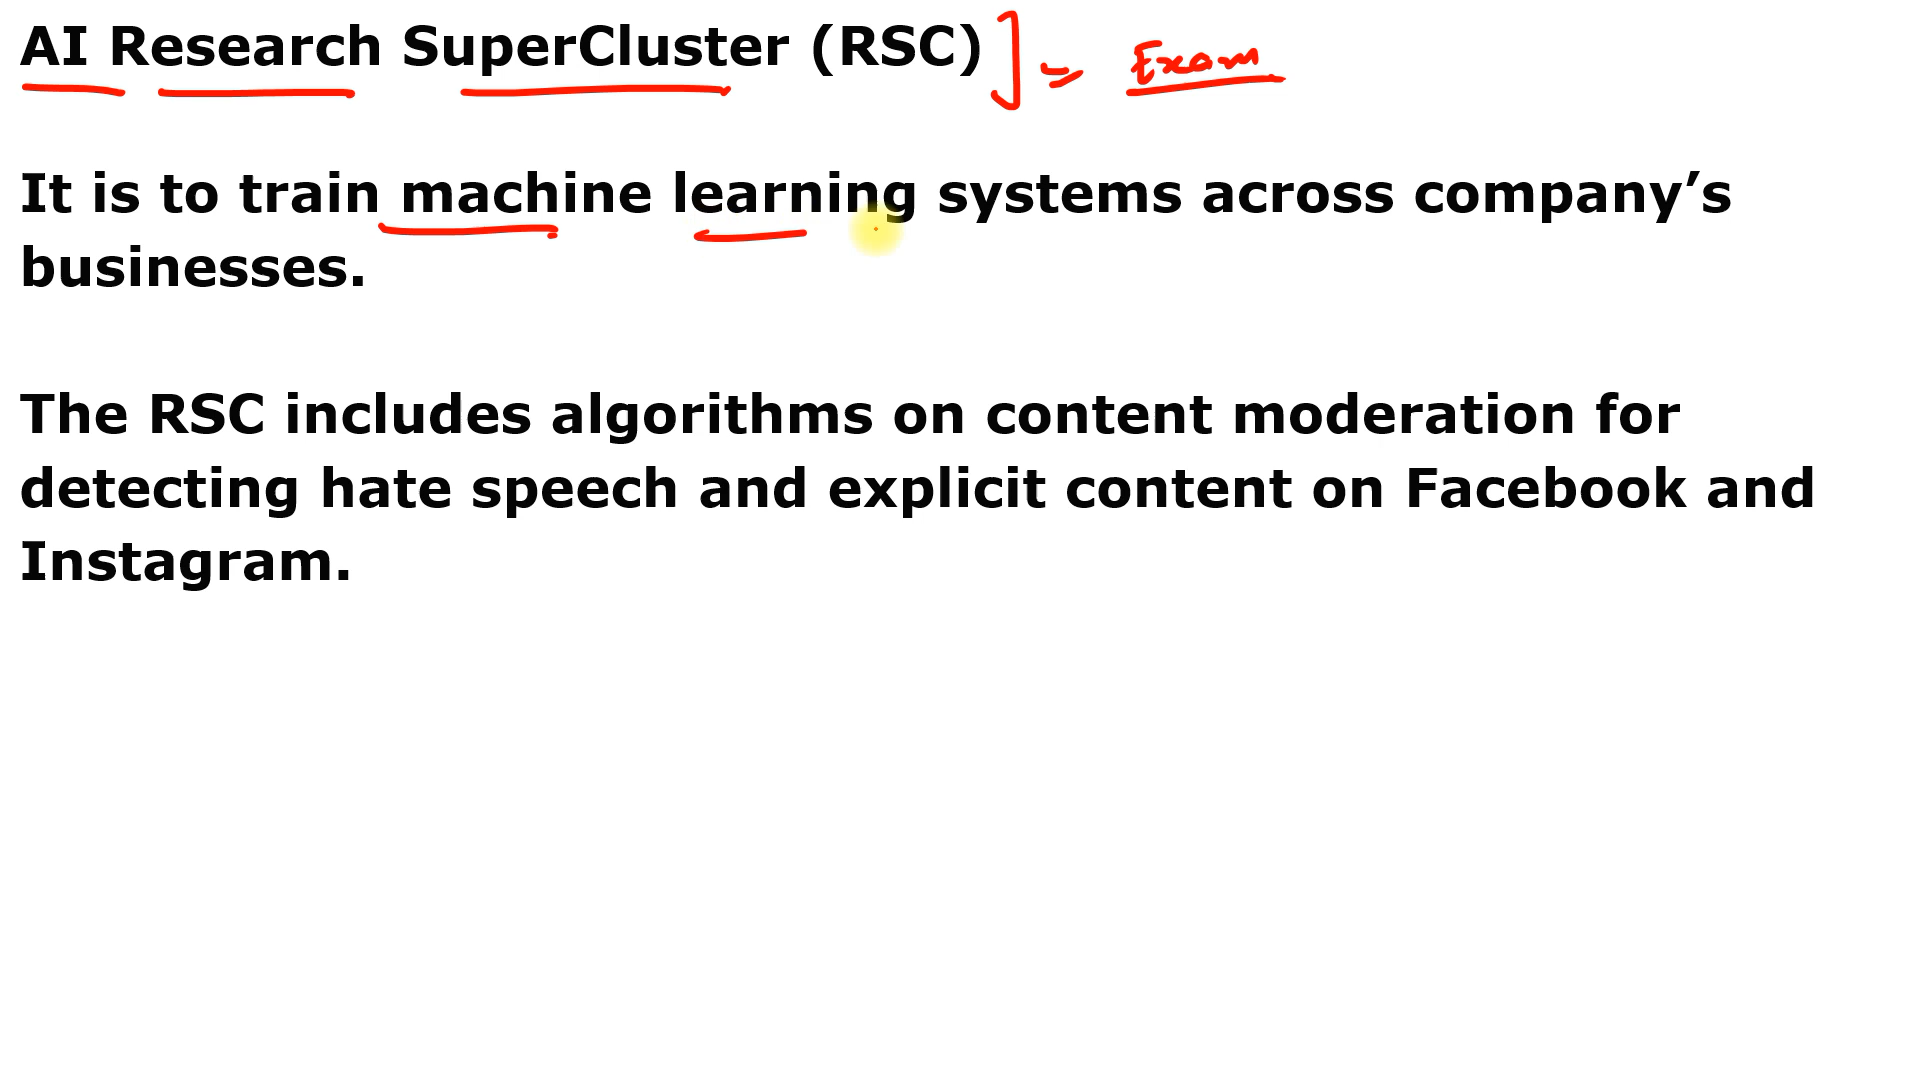 AI Research SuperCluster (RSC) ] = Exam
It is to train machine learning systems across company’s
businesses.
The RSC includes algorithms on content moderation for
detecting hate speech and explicit content on Facebook and
Instagram.